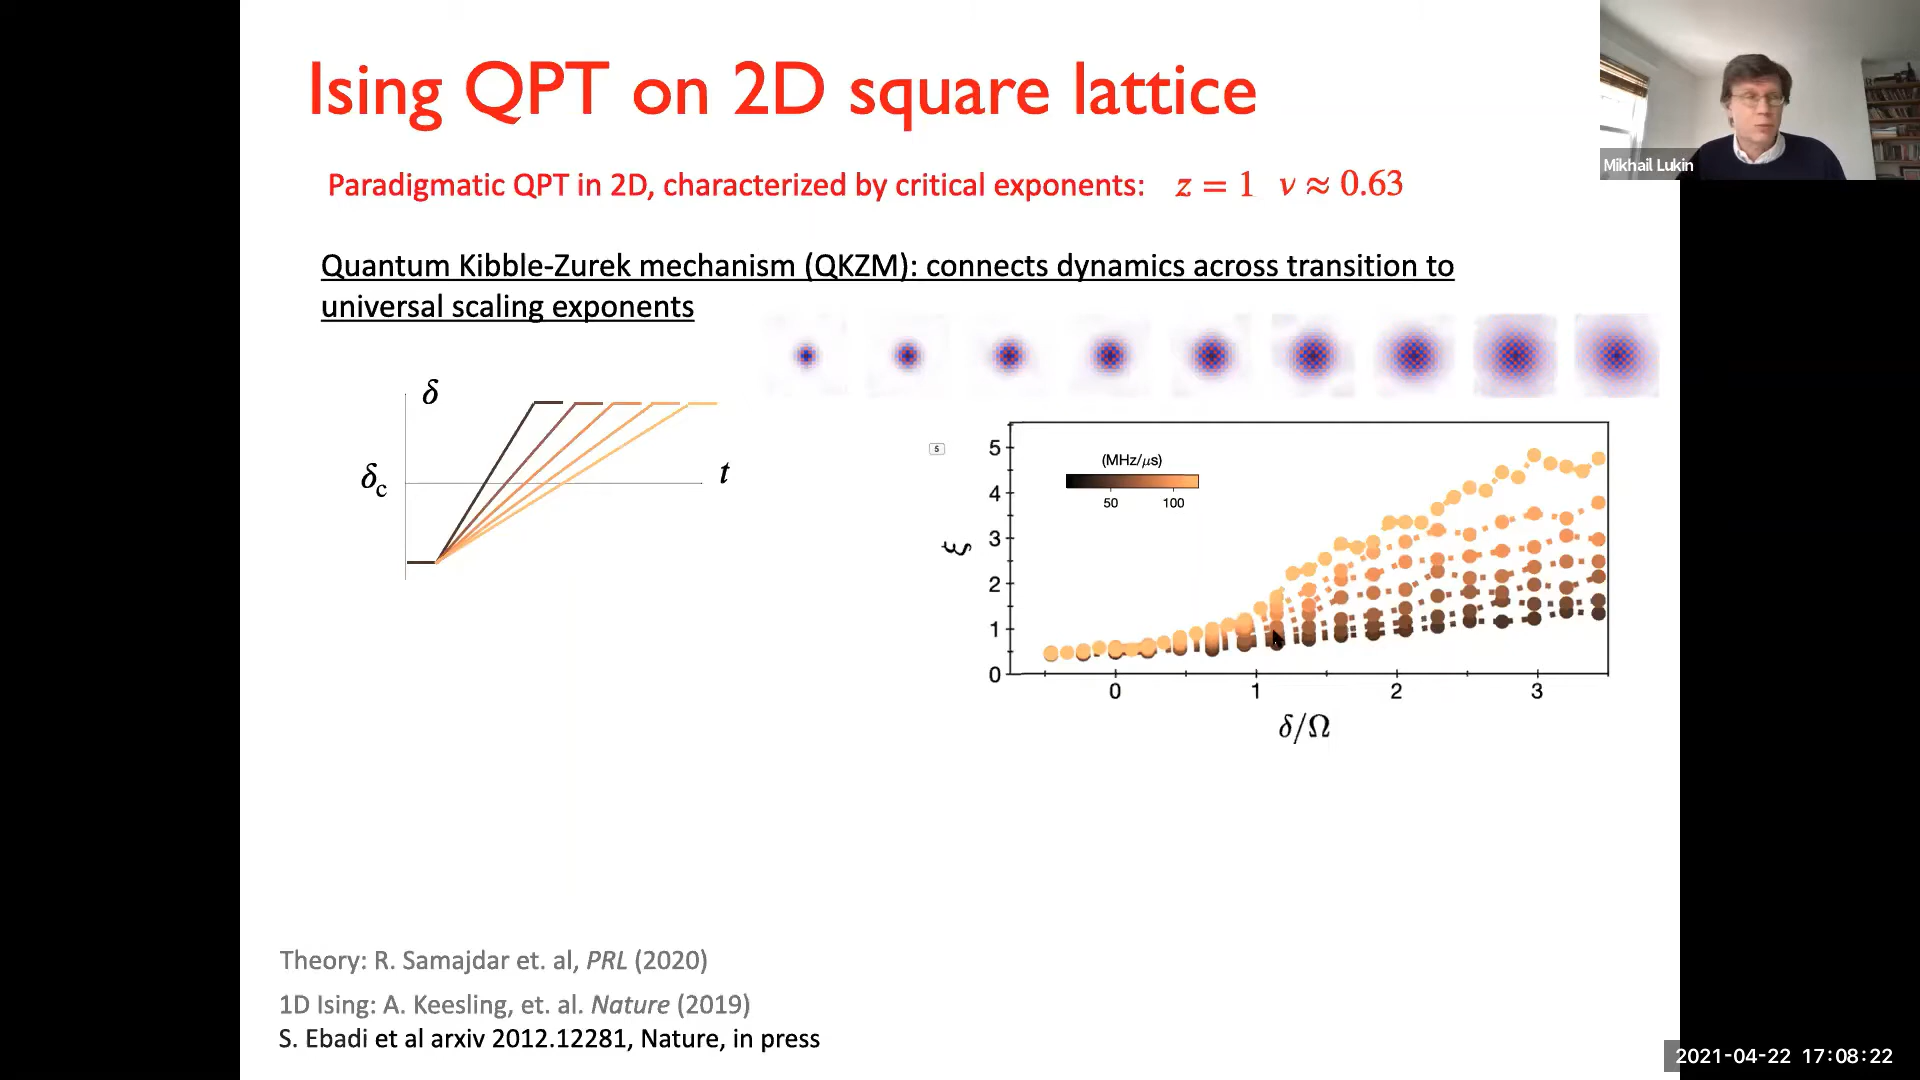 Ising QPT on 2D square lattice
Mikhail Lukin
Paradigmatic QPT in 2D, characterized by critical exponents: z = 1 ν ≈ 0.63
Quantum Kibble-Zurek mechanism (QKZM): connects dynamics across transition to
universal scaling exponents
δ
δc
t
5
(MHz/μs)
50 100
5
4
3
2
1
0
ξ
0 1 2 3
δ/Ω
Theory: R. Samajdar et. al, PRL (2020)
1D Ising: A. Keesling, et. al. Nature (2019)
S. Ebadi et al arxiv 2012.12281, Nature, in press
2021-04-22 17:08:22